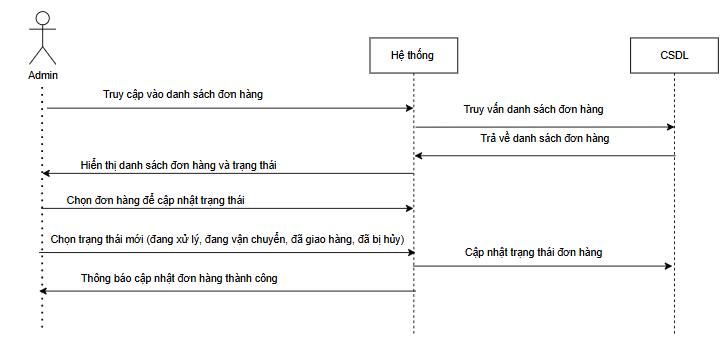 Admin
Hệ thống
CSDL
Truy cập vào danh sách đơn hàng
Truy vấn danh sách đơn hàng
Trả về danh sách đơn hàng
Hiển thị danh sách đơn hàng và trạng thái
Chọn đơn hàng để cập nhật trạng thái
Chọn trạng thái mới (đang xử lý, đang vận chuyển, đã giao hàng, đã bị hủy)
Cập nhật trạng thái đơn hàng
Thông báo cập nhật đơn hàng thành công